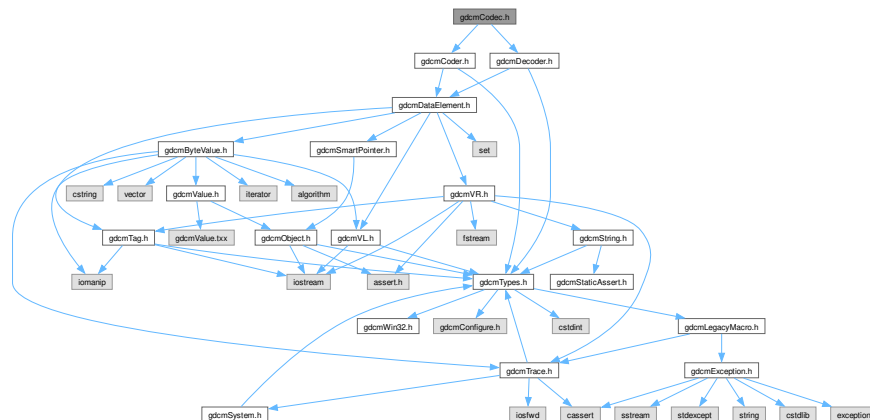 gdcmCodec.h
gdcmCoder.h
gdcmDecoder.h
gdcmDataElement.h
gdcmByteValue.h
gdcmSmartPointer.h
set
cstring
vector
gdcmValue.h
iterator
algorithm
gdcmVR.h
gdcmTag.h
gdcmValue.txx
gdcmObject.h
gdcmVL.h
fstream
gdcmString.h
iomanip
iostream
assert.h
gdcmTypes.h
gdcmStaticAssert.h
gdcmWin32.h
gdcmConfigure.h
cstdint
gdcmLegacyMacro.h
gdcmTrace.h
gdcmException.h
gdcmSystem.h
iosfwd
cassert
sstream
stdexcept
string
cstdlib
exception